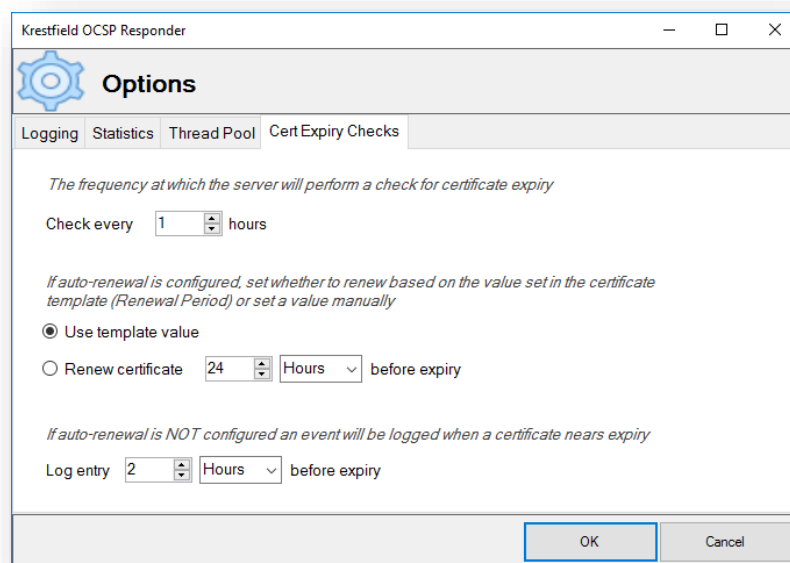 Krestfield OCSP Responder
Options
Logging Statistics Thread Pool Cert Expiry Checks
The frequency at which the server will perform a check for certificate expiry
Check every 1 hours
If auto-renewal is configured, set whether to renew based on the value set in the certificate
template (Renewal Period) or set a value manually
Use template value
Renew certificate 24 Hours before expiry
If auto-renewal is NOT configured an event will be logged when a certificate nears expiry
Log entry 2 Hours before expiry
OK Cancel